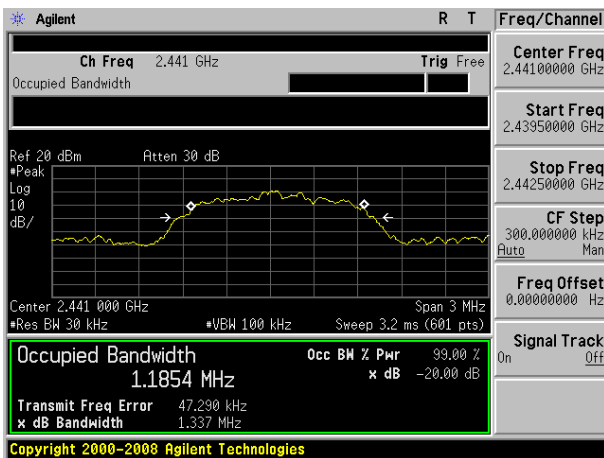 Agilent R T
Freq/Channel
Ch Freq 2.441 GHz Trig Free
Occupied Bandwidth
Center Freq
2.44100000 GHz
Start Freq
2.43950000 GHz
Stop Freq
2.44250000 GHz
CF Step
300.000000 kHz
Auto Man
Freq Offset
0.00000000 Hz
Signal Track
On Off
Ref 20 dBm Atten 30 dB
#Peak
Log
10
dB/
Center 2.441 000 GHz Span 3 MHz
#Res BW 30 kHz #VBW 100 kHz Sweep 3.2 ms (601 pts)
Occupied Bandwidth Occ BW % Pwr 99.00 %
1.1854 MHz x dB -20.00 dB
Transmit Freq Error 47.290 kHz
x dB Bandwidth 1.337 MHz
Copyright 2000-2008 Agilent Technologies